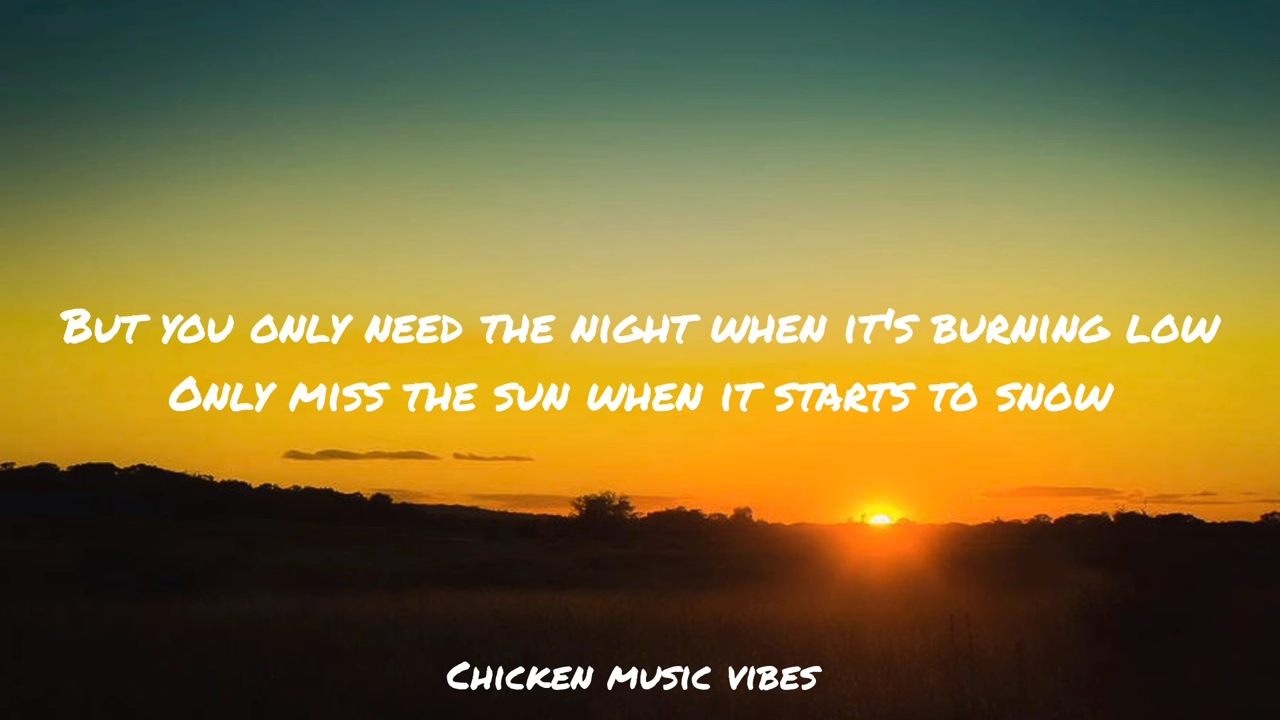 But you only need the night when it's burning low
Only miss the sun when it starts to snow
Chicken music vibes